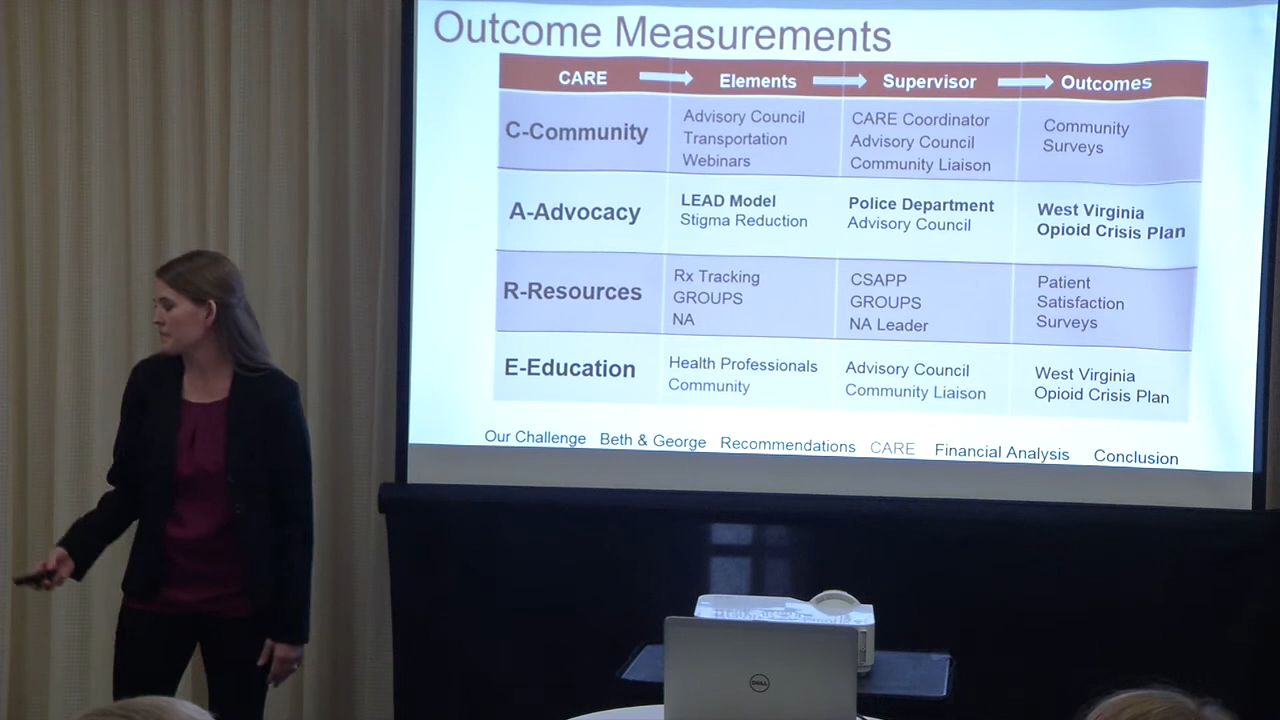 Outcome Measurements
CARE Elements Supervisor Outcomes
C-Community
Advisory Council
Transportation
Webinars
CARE Coordinator
Advisory Council
Community Liaison
Community
Surveys
A-Advocacy
LEAD Model
Stigma Reduction
Police Department
Advisory Council
West Virginia
Opioid Crisis Plan
R-Resources
Rx Tracking
GROUPS
NA
CSAPP
GROUPS
NA Leader
Patient
Satisfaction
Surveys
E-Education
Health Professionals
Community
Advisory Council
Community Liaison
West Virginia
Opioid Crisis Plan
Our Challenge Beth & George Recommendations CARE Financial Analysis Conclusion
DELL